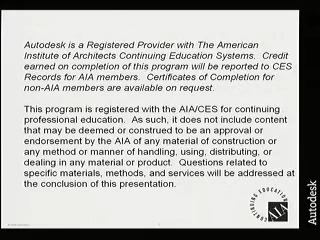 Autodesk is a Registered Provider with The American
Institute of Architects Continuing Education Systems.  Credit
earned on completion of this program will be reported to CES
Records for AIA members.  Certificates of Completion for
non-AIA members are available on request.
This program is registered with the AIA/CES for continuing
professional education.  As such, it does not include content
that may be deemed or construed to be an approval or
endorsement by the AIA of any material of construction or
any method or manner of handling, using, distributing, or
dealing in any material or product.  Questions related to
specific materials, methods, and services will be addressed at
the conclusion of this presentation.
CONTINUING EDUCATION
AIA
Autodesk